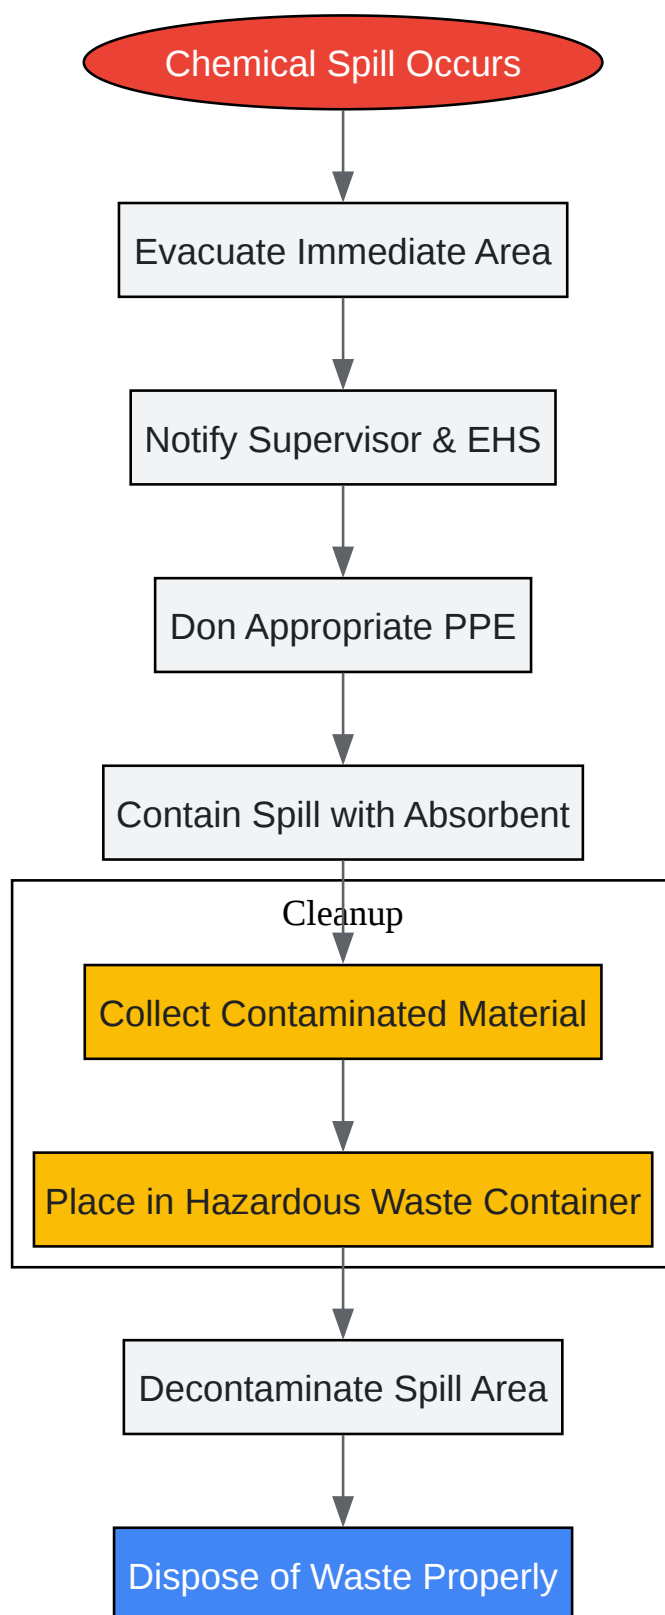 Chemical Spill Occurs
Evacuate Immediate Area
Notify Supervisor & EHS
Don Appropriate PPE
Contain Spill with Absorbent
Cleanup
Collect Contaminated Material
Place in Hazardous Waste Container
Decontaminate Spill Area
Dispose of Waste Properly